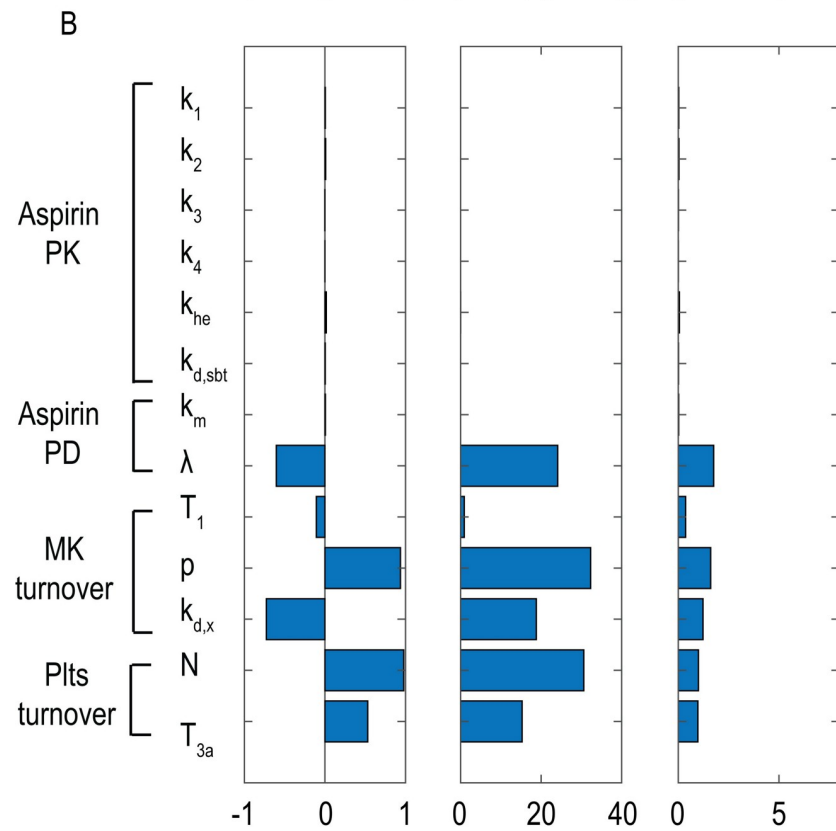 B
Aspirin
PK
k1
k2
k3
k4
khe
kd,sbt
Aspirin
PD
km
λ
MK
turnover
T1
p
kd,x
Plts
turnover
N
T3a
-1 0 1 0 20 40 0 5